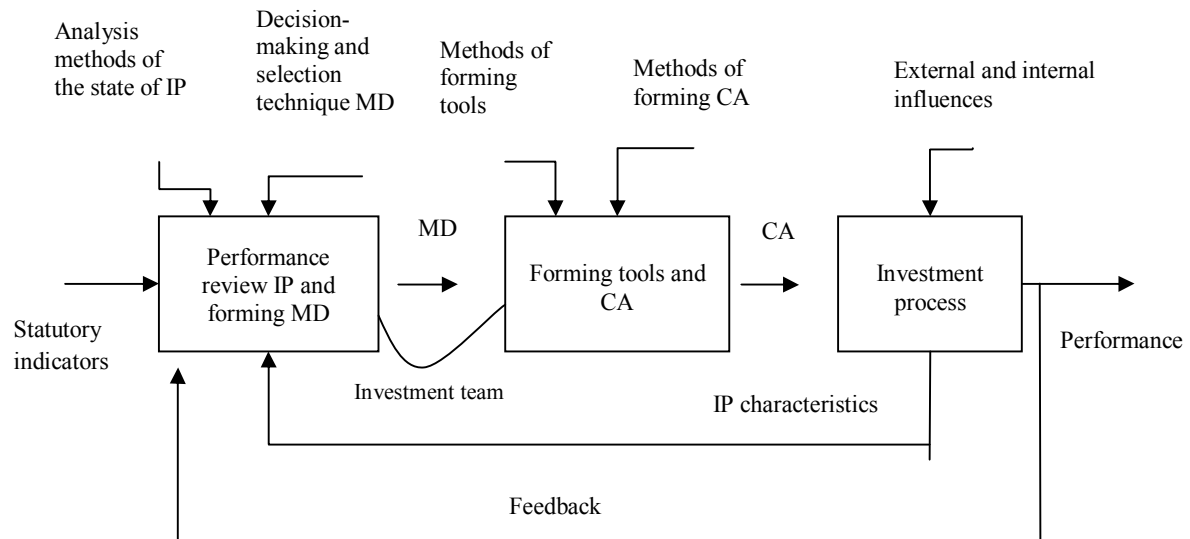 Analysis
methods of
the state of IP
Decision-
making and
selection
technique MD
Methods of
forming
tools
Methods of
forming CA
External and internal
influences
MD
CA
Performance
review IP and
forming MD
Forming tools and
CA
Investment
process
Statutory
indicators
Performance
Investment team
IP characteristics
Feedback